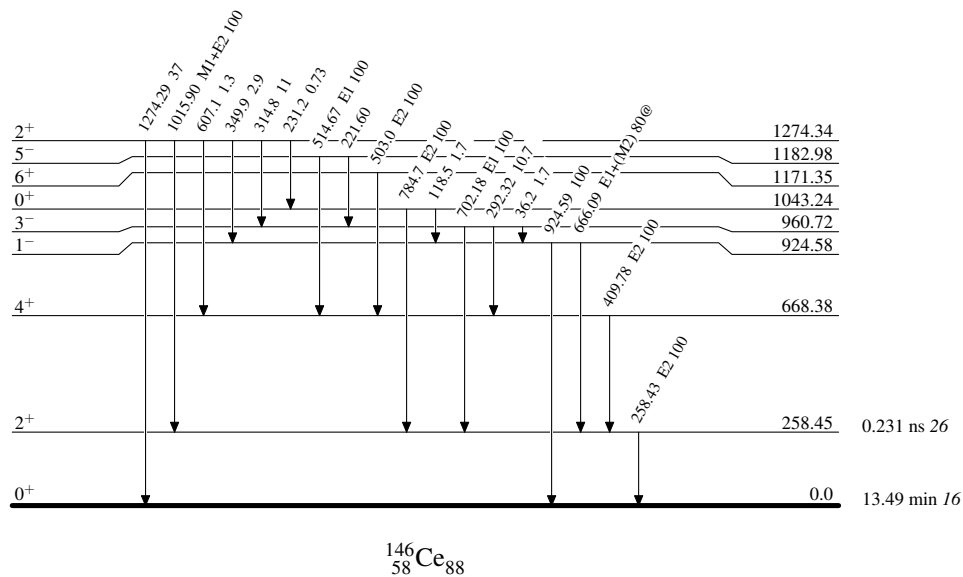 1274.29 37
1015.90 M1+E2 100
607.1 1.3
349.9 2.9
314.8 11
231.2 0.73
514.67 E1 100
221.60
503.0 E2 100
784.7 E2 100
118.5 1.7
702.18 E1 100
292.32 10.7
36.2 1.7
924.59 100
666.09 E1+(M2) 80@
409.78 E2 100
258.43 E2 100
2+ 1274.34
5− 1182.98
6+ 1171.35
0+ 1043.24
3− 960.72
1− 924.58
4+ 668.38
2+ 258.45 0.231 ns 26
0+ 0.0 13.49 min 16
146 58 Ce 88